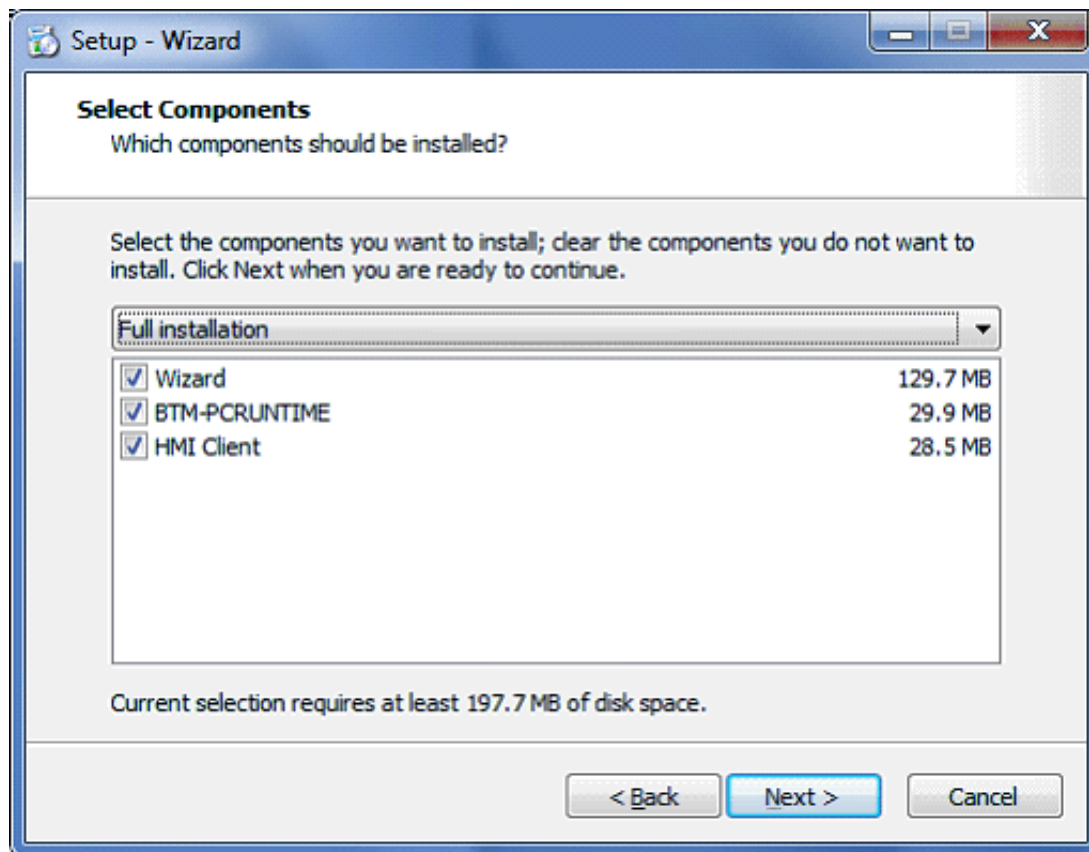 Setup - Wizard
Select Components
Which components should be installed?
Select the components you want to install; clear the components you do not want to
install. Click Next when you are ready to continue.
Full installation
Wizard 129.7 MB
BTM-PCRUNTIME 29.9 MB
HMI Client 28.5 MB
Current selection requires at least 197.7 MB of disk space.
< Back Next > Cancel